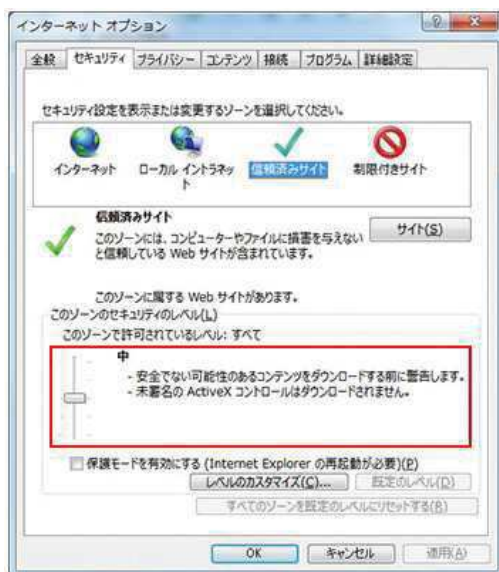 インターネット オプション
全般
セキュリティ
プライバシー
コンテンツ
接続
プログラム
詳細設定
セキュリティ設定を表示または変更するゾーンを選択してください。
インターネット
ローカル イントラネッ
ト
信頼済みサイト
制限付きサイト
信頼済みサイト
サイト(S)
このゾーンには、コンピューターやファイルに損害を与えない
と信頼している Web サイトが含まれています。
このゾーンに属する Web サイトがあります。
このゾーンのセキュリティのレベル(L)
このゾーンで許可されているレベル: すべて
中
- 安全でない可能性のあるコンテンツをダウンロードする前に警告します。
- 未署名の ActiveX コントロールはダウンロードされません。
保護モードを有効にする (Internet Explorer の再起動が必要)(P)
レベルのカスタマイズ(C)...
既定のレベル(D)
すべてのゾーンを既定のレベルにリセットする(R)
OK
キャンセル
適用(A)